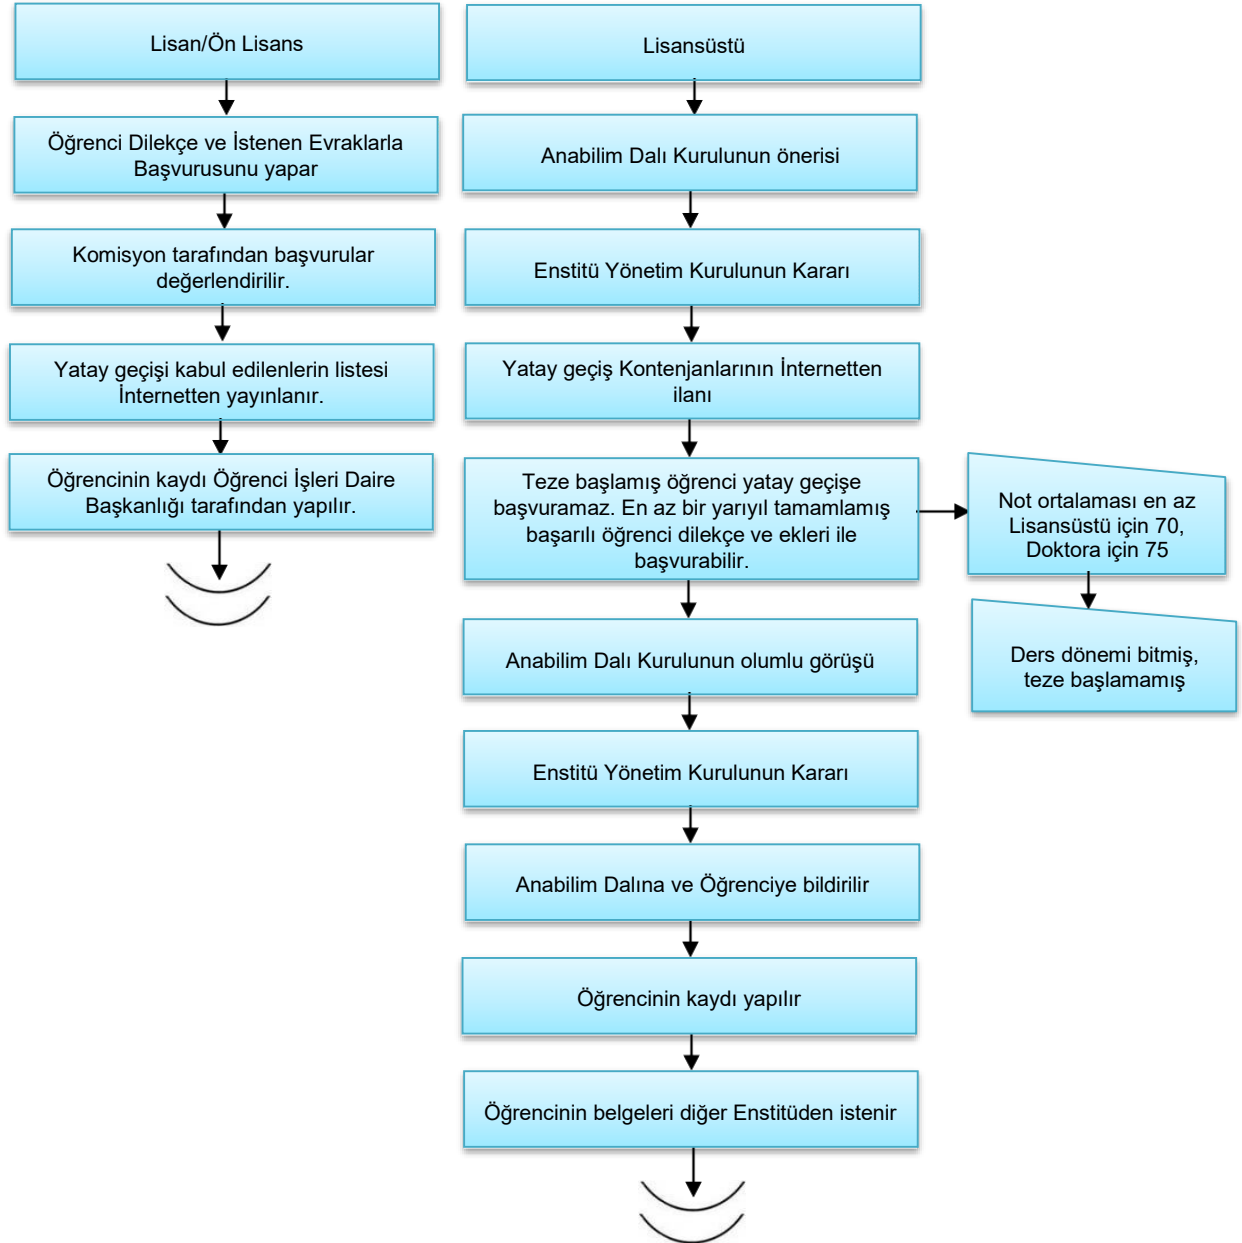 Lisan/Ön Lisans
Öğrenci Dilekçe ve İstenen Evraklarla
Başvurusunu yapar
Komisyon tarafından başvurular
değerlendirilir.
Yatay geçişi kabul edilenlerin listesi
İnternetten yayınlanır.
Öğrencinin kaydı Öğrenci İşleri Daire
Başkanlığı tarafından yapılır.
Lisansüstü
Anabilim Dalı Kurulunun önerisi
Enstitü Yönetim Kurulunun Kararı
Yatay geçiş Kontenjanlarının İnternetten
ilanı
Teze başlamış öğrenci yatay geçişe
başvuramaz. En az bir yarıyıl tamamlamış
başarılı öğrenci dilekçe ve ekleri ile
başvurabilir.
Not ortalaması en az
Lisansüstü için 70,
Doktora için 75
Ders dönemi bitmiş,
teze başlamamış
Anabilim Dalı Kurulunun olumlu görüşü
Enstitü Yönetim Kurulunun Kararı
Anabilim Dalına ve Öğrenciye bildirilir
Öğrencinin kaydı yapılır
Öğrencinin belgeleri diğer Enstitüden istenir